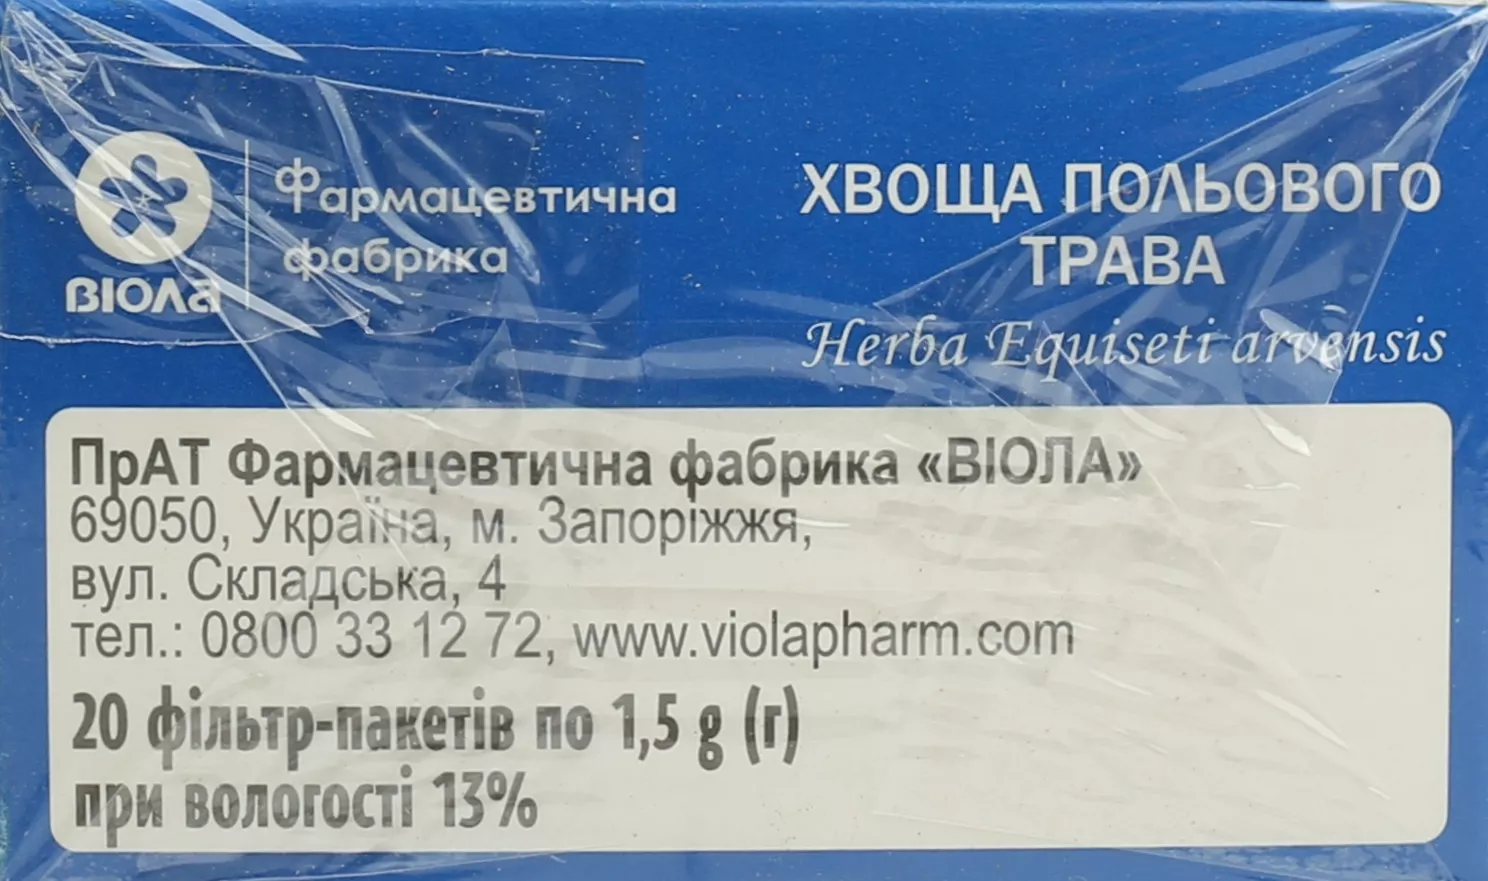 Фармацевтична
фабрика
ВІОЛА
ХВОЩА ПОЛЬОВОГО
ТРАВА
Herba Equiseti arvensis
ПрАТ Фармацевтична фабрика «ВІОЛА»
69050, Україна, м. Запоріжжя,
вул. Складська, 4
тел.: 0800 33 12 72, www.violapharm.com
20 фільтр-пакетів по 1,5 g (г)
при вологості 13%